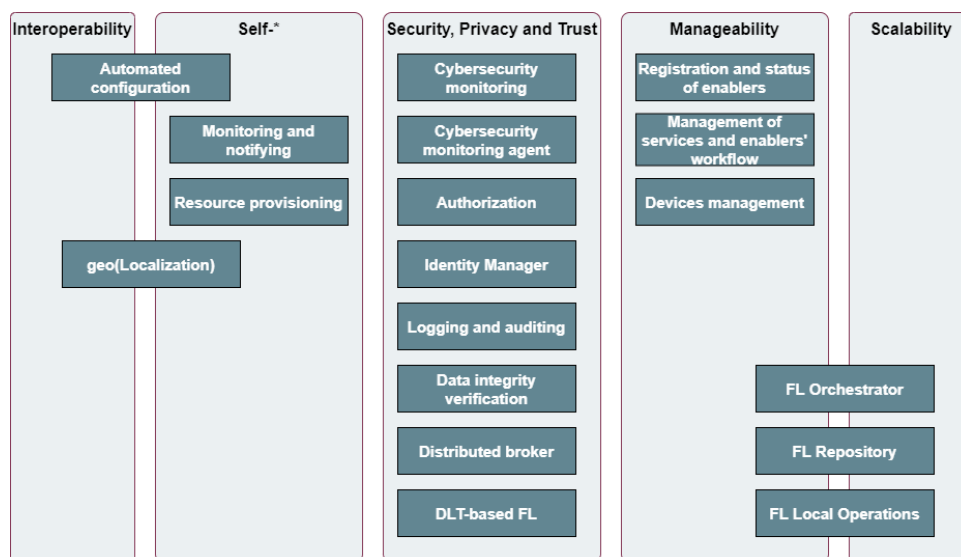 Interoperability
Self-*
Security, Privacy and Trust
Manageability
Scalability
Automated
configuration
Monitoring and
notifying
Resource provisioning
geo(Localization)
Cybersecurity
monitoring
Cybersecurity
monitoring agent
Authorization
Identity Manager
Logging and auditing
Data integrity
verification
Distributed broker
DLT-based FL
Registration and status
of enablers
Management of
services and enablers'
workflow
Devices management
FL Orchestrator
FL Repository
FL Local Operations